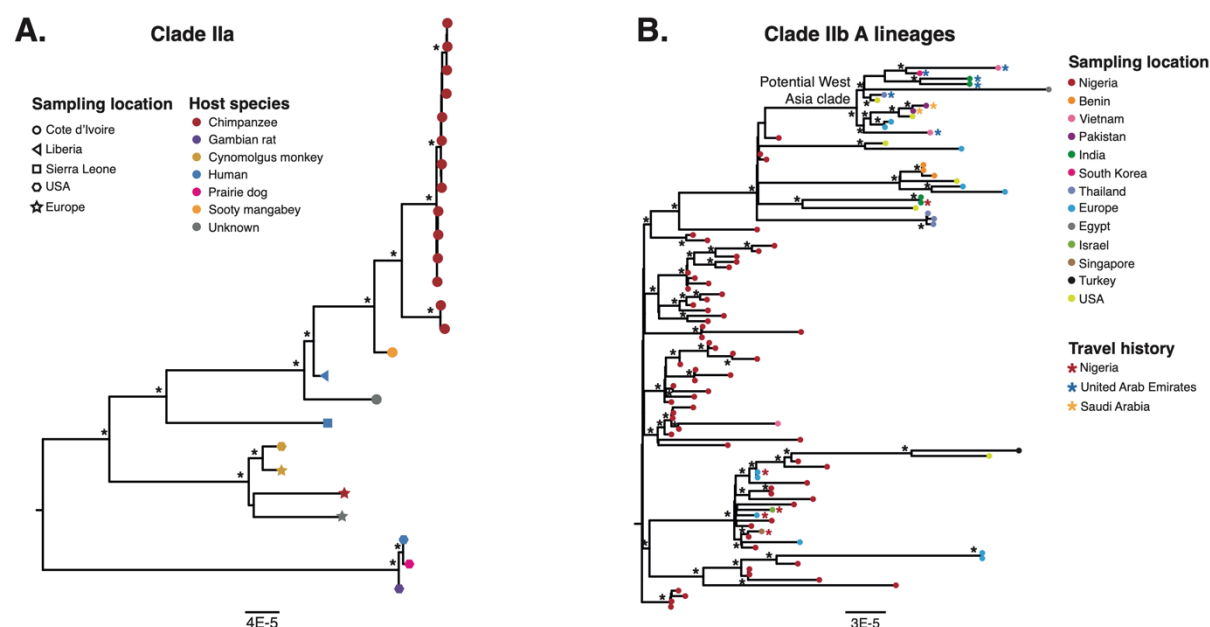 A.
Clade IIa
Sampling location
Cote d'Ivoire
Liberia
Sierra Leone
USA
Europe
Host species
Chimpanzee
Gambian rat
Cynomolgus monkey
Human
Prairie dog
Sooty mangabey
Unknown
4E-5
B.
Clade IIb A lineages
Potential West
Asia clade
Sampling location
Nigeria
Benin
Vietnam
Pakistan
India
South Korea
Thailand
Europe
Egypt
Israel
Singapore
Turkey
USA
Travel history
Nigeria
United Arab Emirates
Saudi Arabia
3E-5